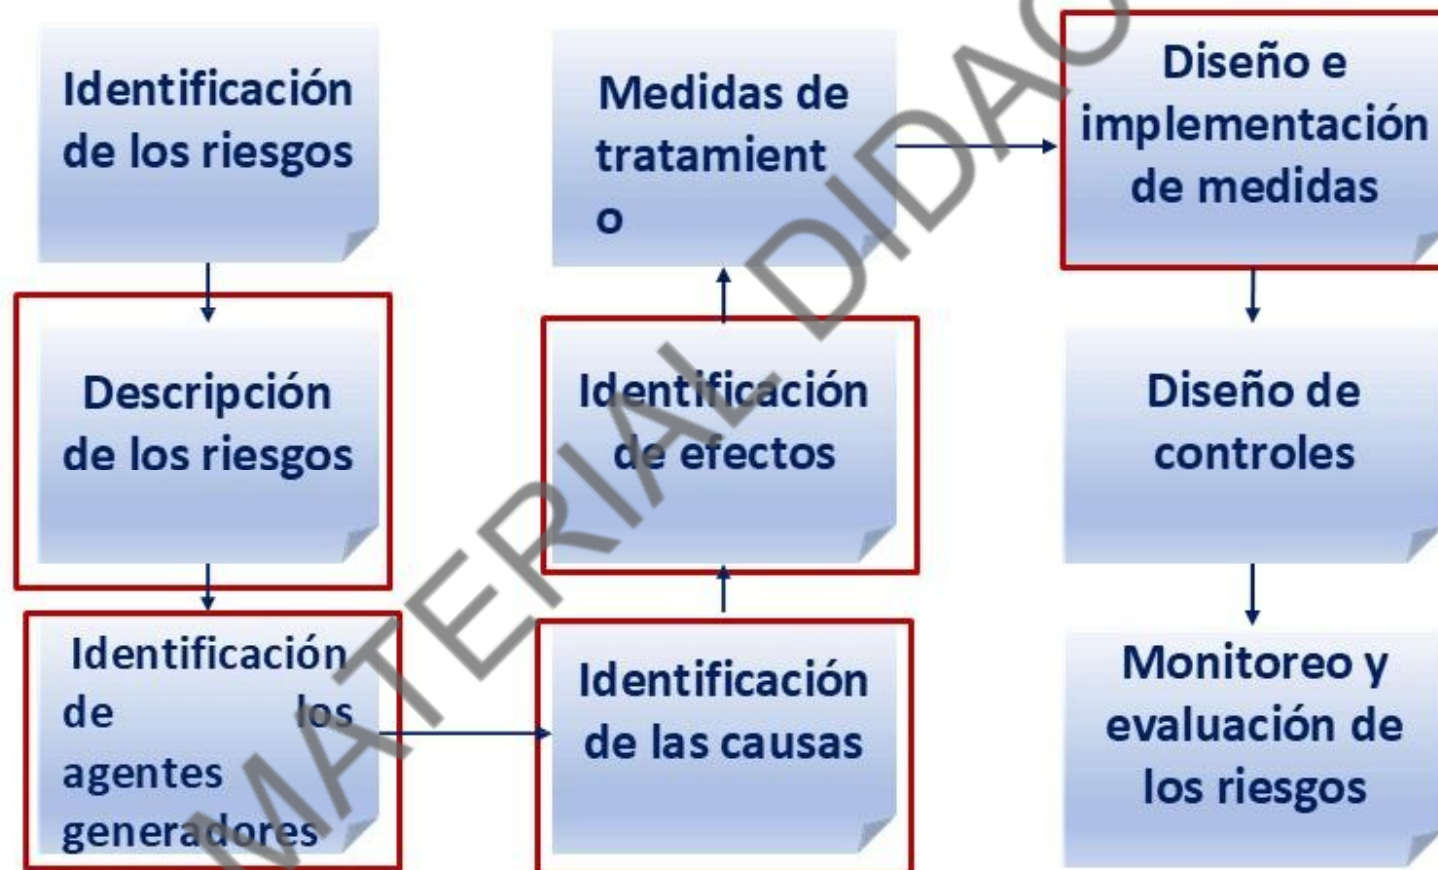 Identificación
de los riesgos
Descripción
de los riesgos
Identificación
de los
agentes
generadores
Identificación
de las causas
Identificación
de efectos
Medidas de
tratamient
o
Diseño e
implementación
de medidas
Diseño de
controles
Monitoreo y
evaluación de
los riesgos
MATERIAL DIDAC